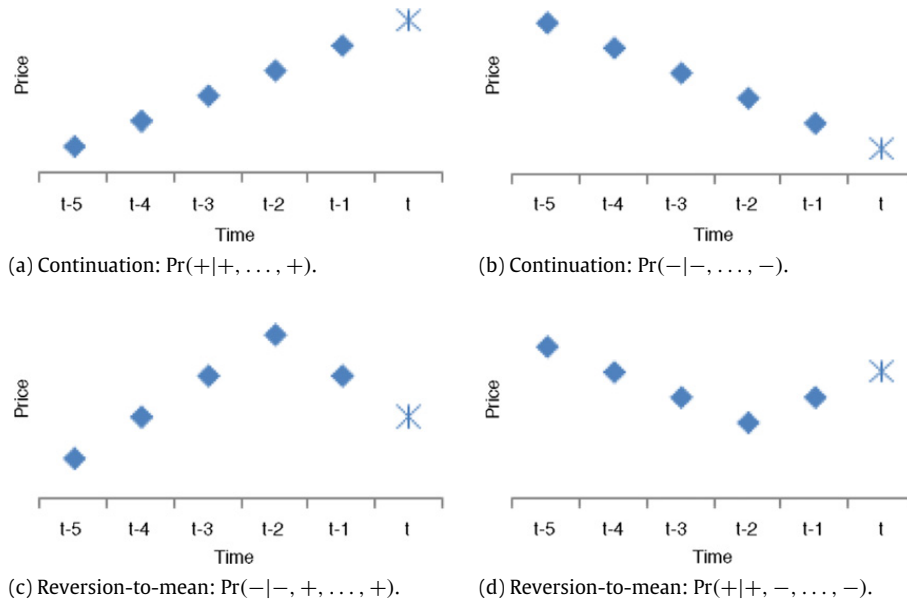 Price
t-5 t-4 t-3 t-2 t-1 t
Time
(a) Continuation: Pr(+|+, . . . , +).
Price
t-5 t-4 t-3 t-2 t-1 t
Time
(b) Continuation: Pr(−|−, . . . , −).
Price
t-5 t-4 t-3 t-2 t-1 t
Time
(c) Reversion-to-mean: Pr(−|−, +, . . . , +).
Price
t-5 t-4 t-3 t-2 t-1 t
Time
(d) Reversion-to-mean: Pr(+|+, −, . . . , −).